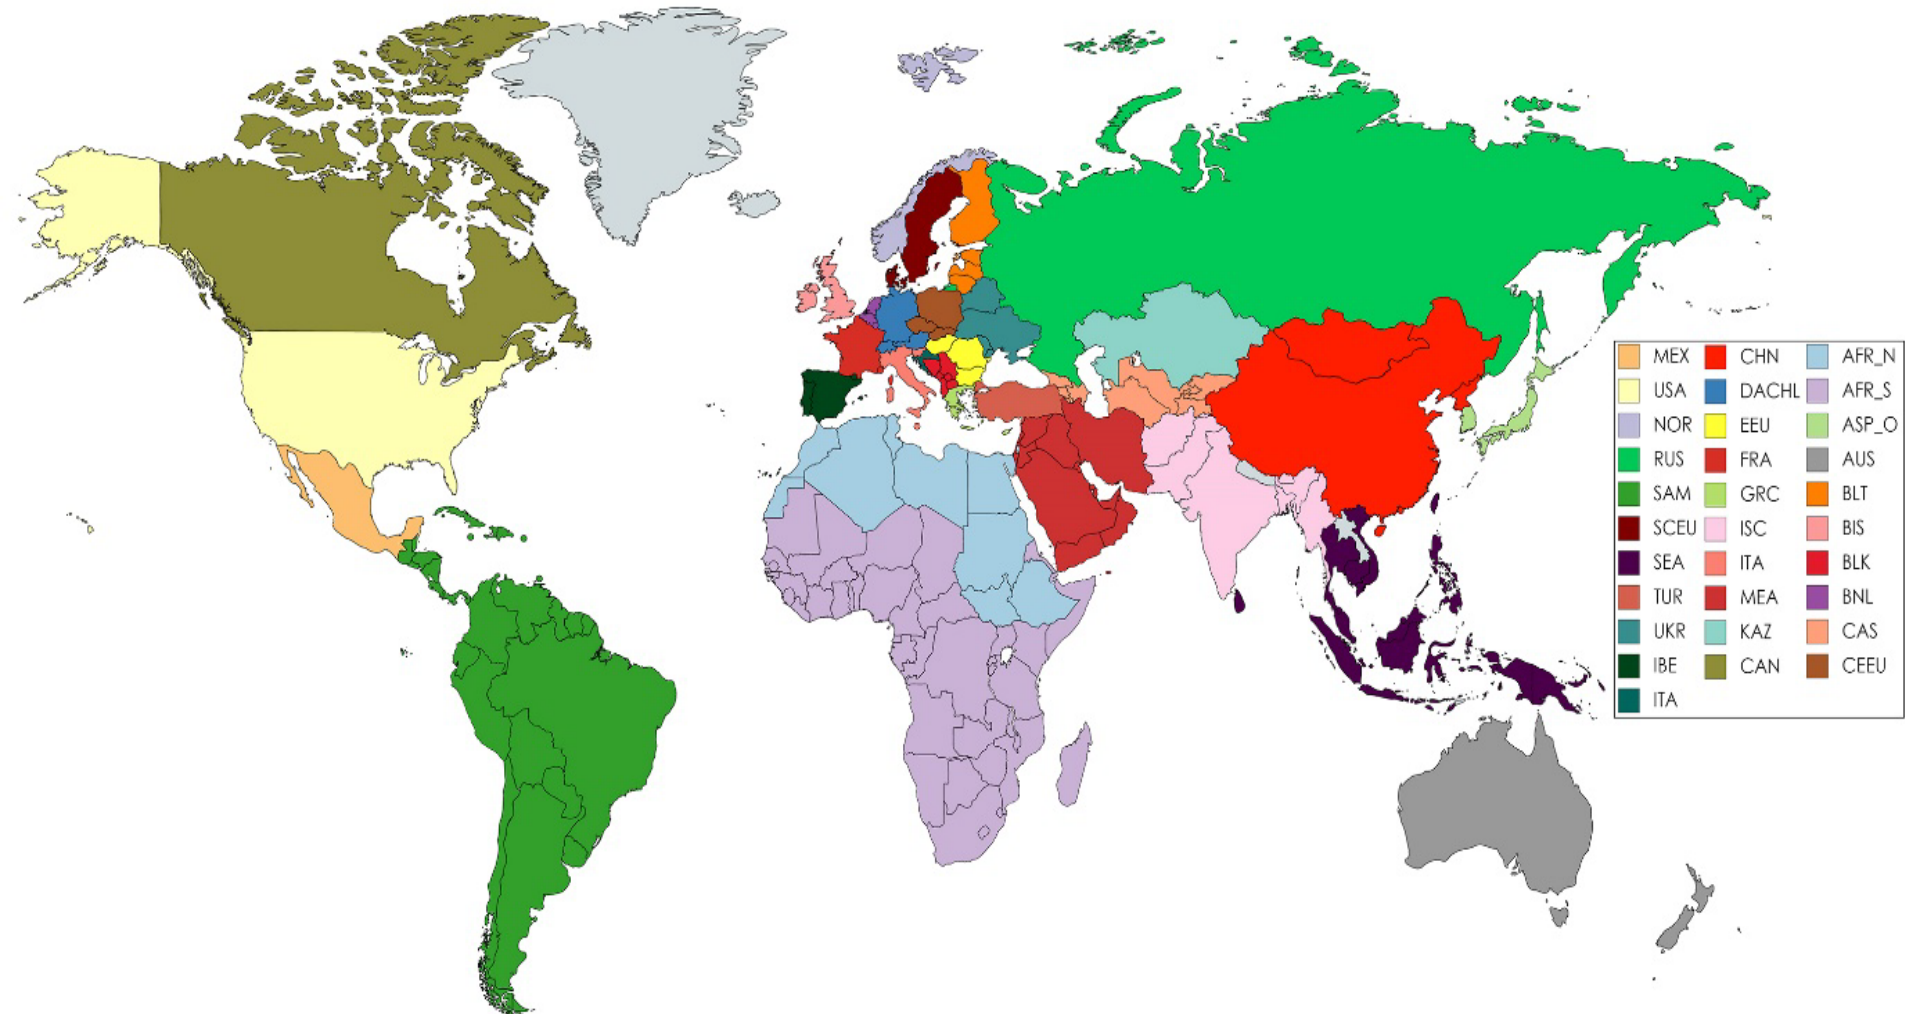 MEX CHN AFR_N
USA DACHL AFR_S
NOR EEU ASP_O
RUS FRA AUS
SAM GRC BLT
SCEU ISC BIS
SEA ITA BLK
TUR MEA BNL
UKR KAZ CAS
IBE CAN CEEU
ITA